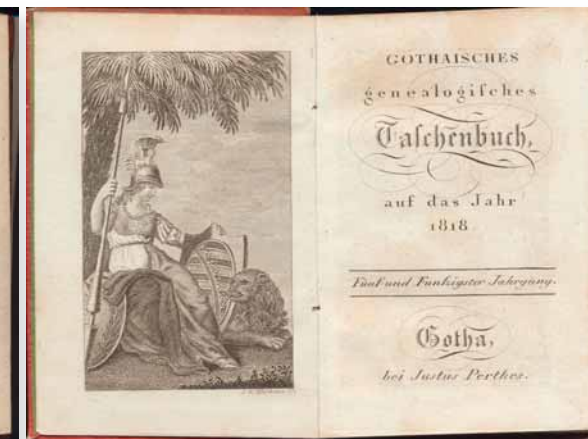 GOTHAISCHES
genealogisches
Taschenbuch,
auf das Jahr
1818.
Fünf und Funfzigster Jahrgang.
Gotha,
bei Justus Perthes.